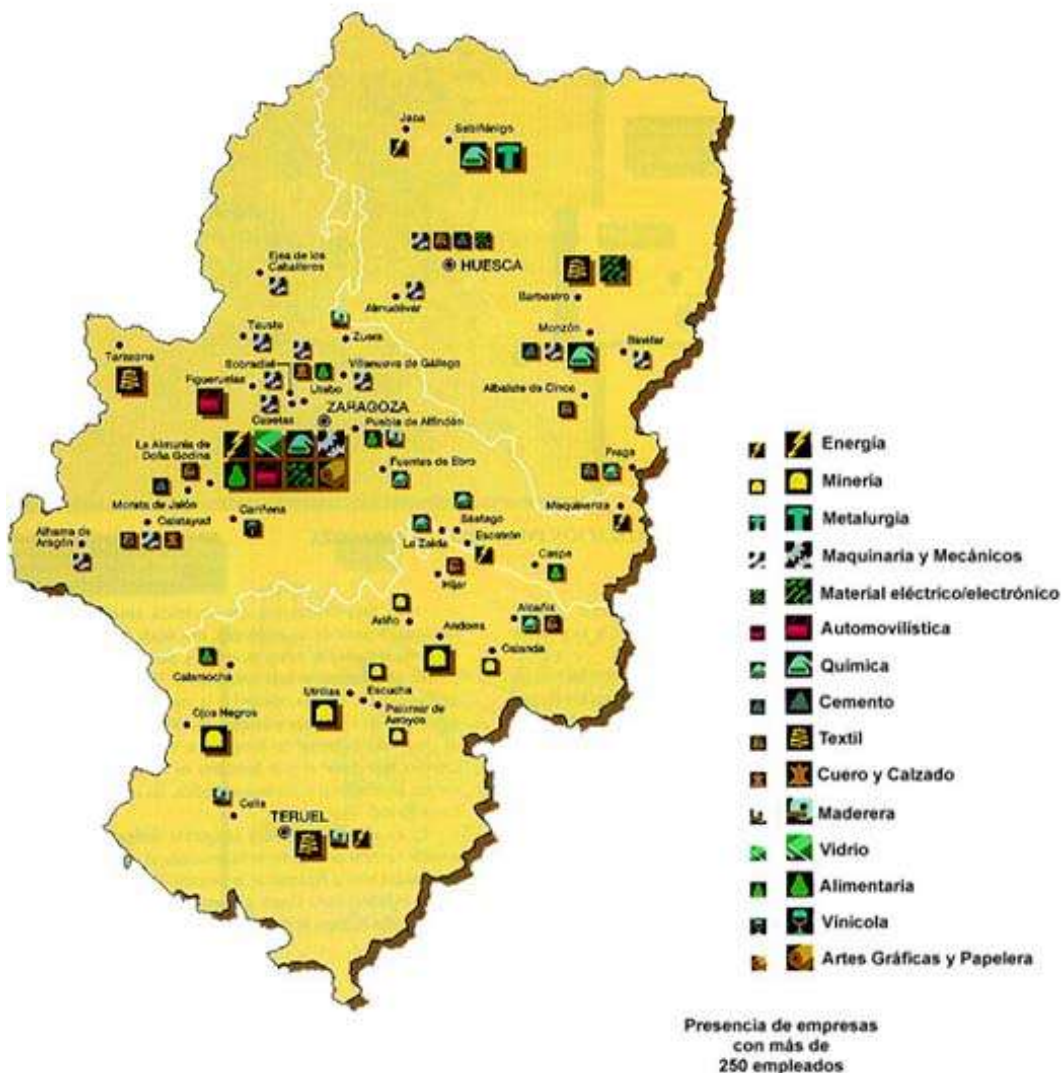 Jaca
Sabiñánigo
HUESCA
Ejea de los
Caballeros
Almudévar
Barbastro
Tauste
Zuera
Monzón
Binéfar
Tarazona
Sobradiel
Villanueva de Gállego
Figueruelas
Utebo
Albalate de Cinca
ZARAGOZA
Casetas
Puebla de Alfindén
La Almunia de
Doña Godina
Fuentes de Ebro
Fraga
Morata de Jalón
Cariñena
Calatayud
Sástago
Mequinenza
Alhama de
Aragón
La Zaida
Escatrón
Caspe
Híjar
Ariño
Andorra
Alcañiz
Calanda
Calamocha
Utrillas
Escucha
Palomar de
Arroyos
Ojos Negros
Cella
TERUEL
Energía
Minería
Metalurgia
Maquinaria y Mecánicos
Material eléctrico/electrónico
Automovilística
Química
Cemento
Textil
Cuero y Calzado
Maderera
Vidrio
Alimentaria
Vinícola
Artes Gráficas y Papelera
Presencia de empresas
con más de
250 empleados